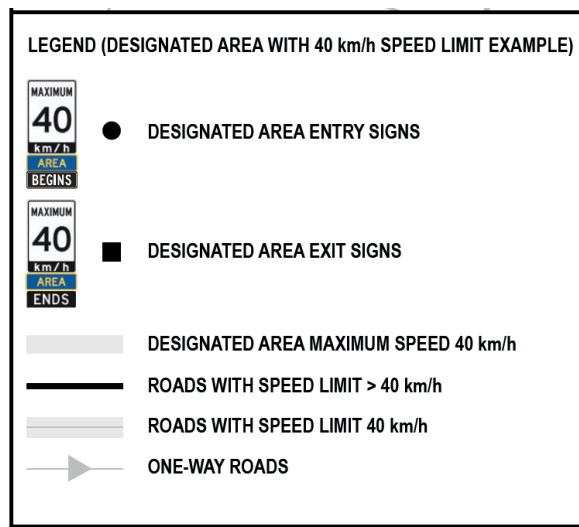 LEGEND (DESIGNATED AREA WITH 40 km/h SPEED LIMIT EXAMPLE)
MAXIMUM
40
km/h
AREA
BEGINS
DESIGNATED AREA ENTRY SIGNS
MAXIMUM
40
km/h
AREA
ENDS
DESIGNATED AREA EXIT SIGNS
DESIGNATED AREA MAXIMUM SPEED 40 km/h
ROADS WITH SPEED LIMIT > 40 km/h
ROADS WITH SPEED LIMIT 40 km/h
ONE-WAY ROADS